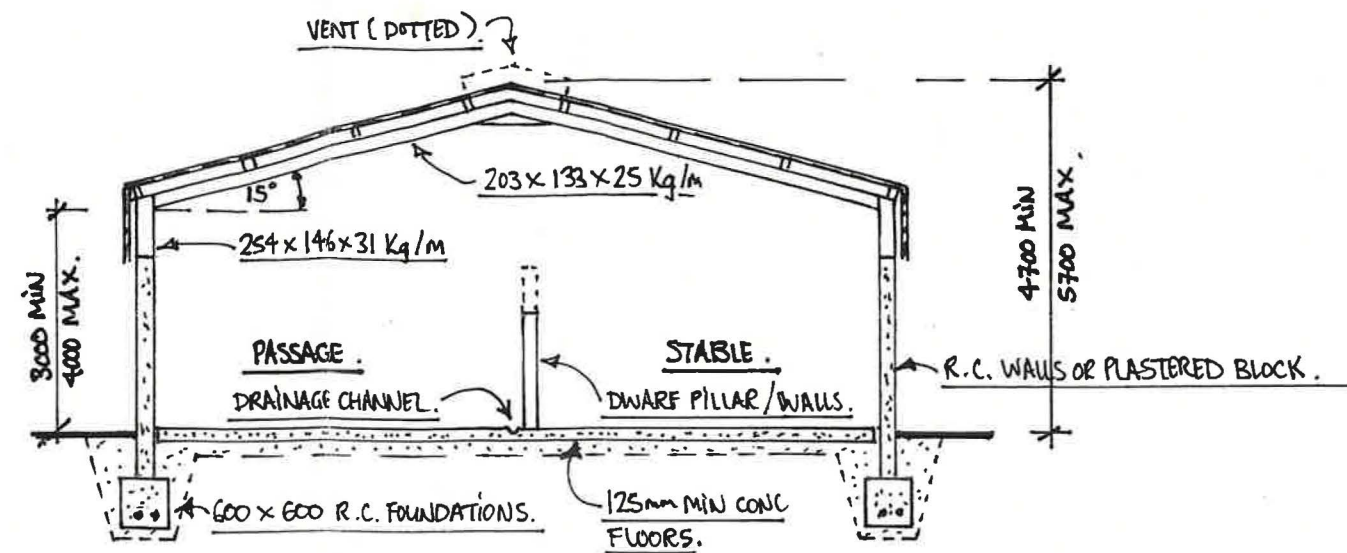 VENT (DOTTED).
203 x 133 x 25 Kg/m
15°
254 x 146 x 31 Kg/m
3000 MIN
4000 MAX.
4700 MIN
5700 MAX.
PASSAGE.
STABLE.
R.C. WALLS OR PLASTERED BLOCK.
DRAINAGE CHANNEL.
DWARF PILLAR/WALLS.
600 x 600 R.C. FOUNDATIONS.
125mm MIN CONC
FLOORS.